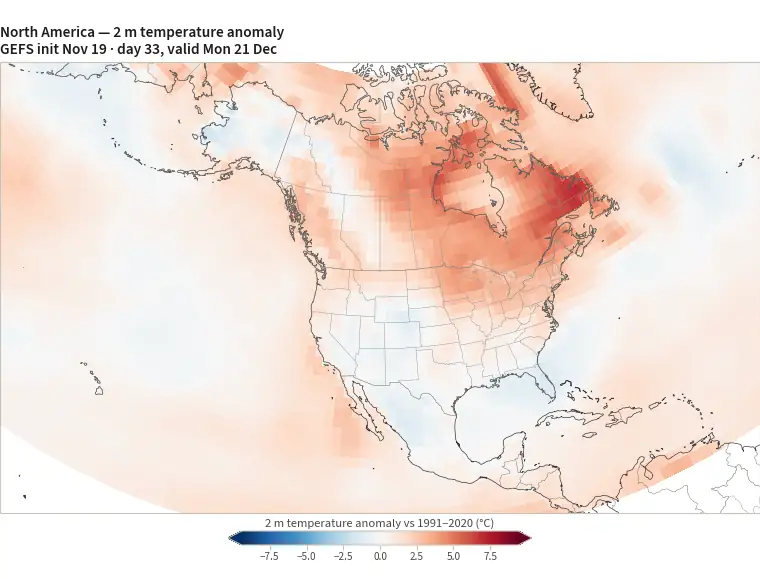 North America — 2 m temperature anomaly
GEFS init Nov 19 · day 33, valid Mon 21 Dec
2 m temperature anomaly vs 1991–2020 (°C)
−7.5 −5.0 −2.5 0.0 2.5 5.0 7.5